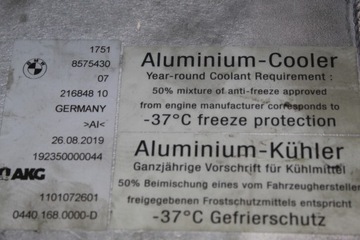 1751
8575430
07
216848 10
GERMANY
>Al<
26.08.2019
192350000044
AKG
1101072601
0440.168.0000-D
Aluminium-Cooler
Year-round Coolant Requirement :
50% mixture of anti-freeze approved
from engine manufacturer corresponds to
-37°C freeze protection
Aluminium-Kühler
Ganzjährige Vorschrift für Kühlmittel
50% Beimischung eines vom Fahrzeughersteller
freigegebenen Frostschutzmittels entspricht
-37°C Gefrierschutz